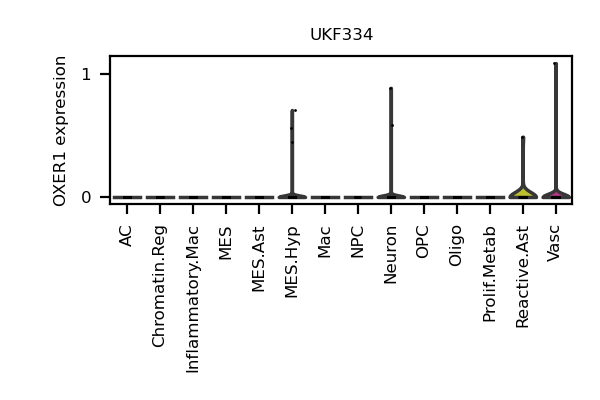 UKF334
OXER1 expression
1
0
AC
Chromatin.Reg
Inflammatory.Mac
MES
MES.Ast
MES.Hyp
Mac
NPC
Neuron
OPC
Oligo
Prolif.Metab
Reactive.Ast
Vasc